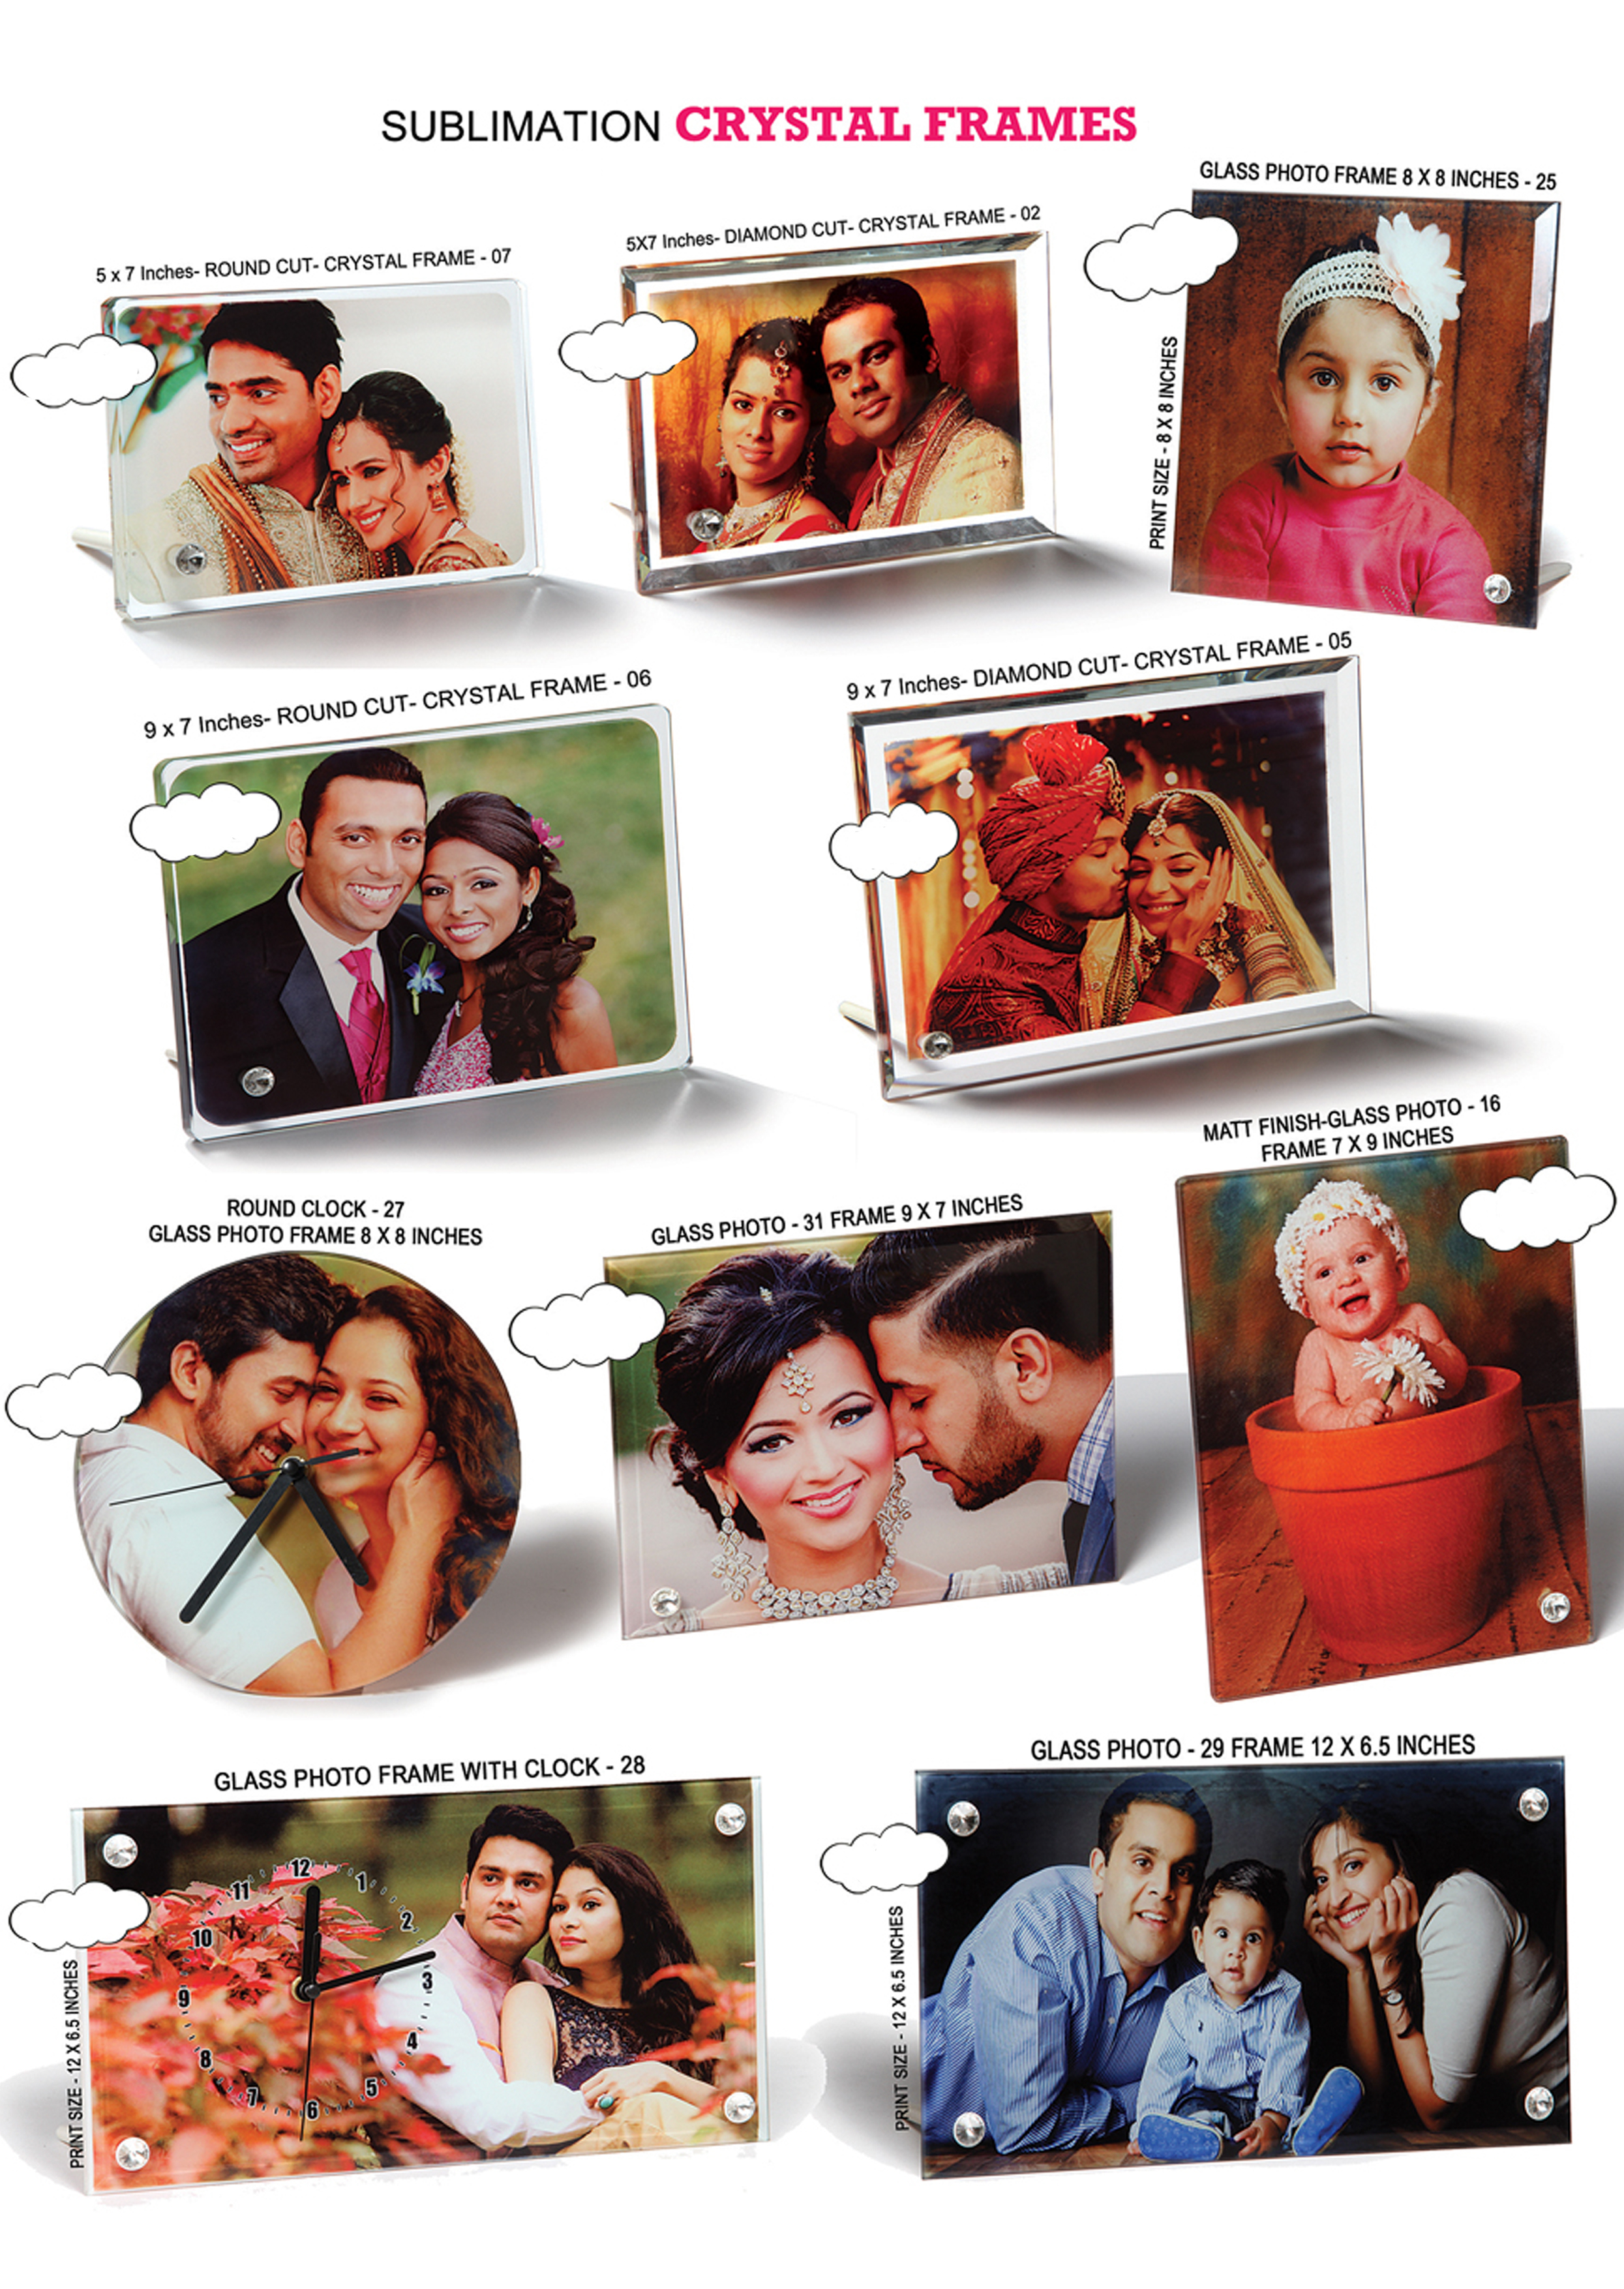 SUBLIMATION CRYSTAL FRAMES
5 x 7 Inches- ROUND CUT- CRYSTAL FRAME - 07
5X7 Inches- DIAMOND CUT- CRYSTAL FRAME - 02
GLASS PHOTO FRAME 8 X 8 INCHES - 25
PRINT SIZE - 8 X 8 INCHES
9 x 7 Inches- ROUND CUT- CRYSTAL FRAME - 06
9 x 7 Inches- DIAMOND CUT- CRYSTAL FRAME - 05
ROUND CLOCK - 27
GLASS PHOTO FRAME 8 X 8 INCHES
GLASS PHOTO - 31 FRAME 9 X 7 INCHES
MATT FINISH-GLASS PHOTO - 16
FRAME 7 X 9 INCHES
GLASS PHOTO FRAME WITH CLOCK - 28
PRINT SIZE - 12 X 6.5 INCHES
12
1
2
3
4
5
6
7
8
9
10
11
GLASS PHOTO - 29 FRAME 12 X 6.5 INCHES
PRINT SIZE - 12 X 6.5 INCHES